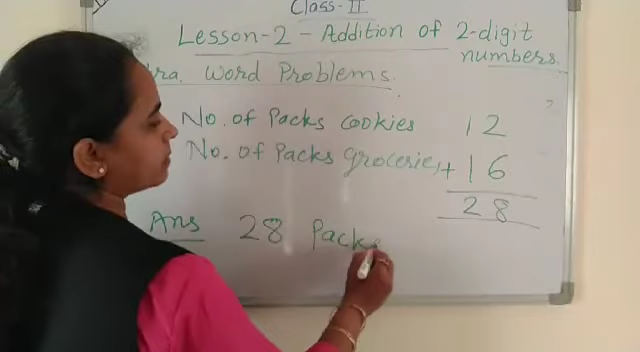 Class-II
Lesson-2 - Addition of 2-digit
numbers.
Word Problems.
No. of Packs cookies 12
No. of Packs groceries + 16
28
Ans 28 Packs